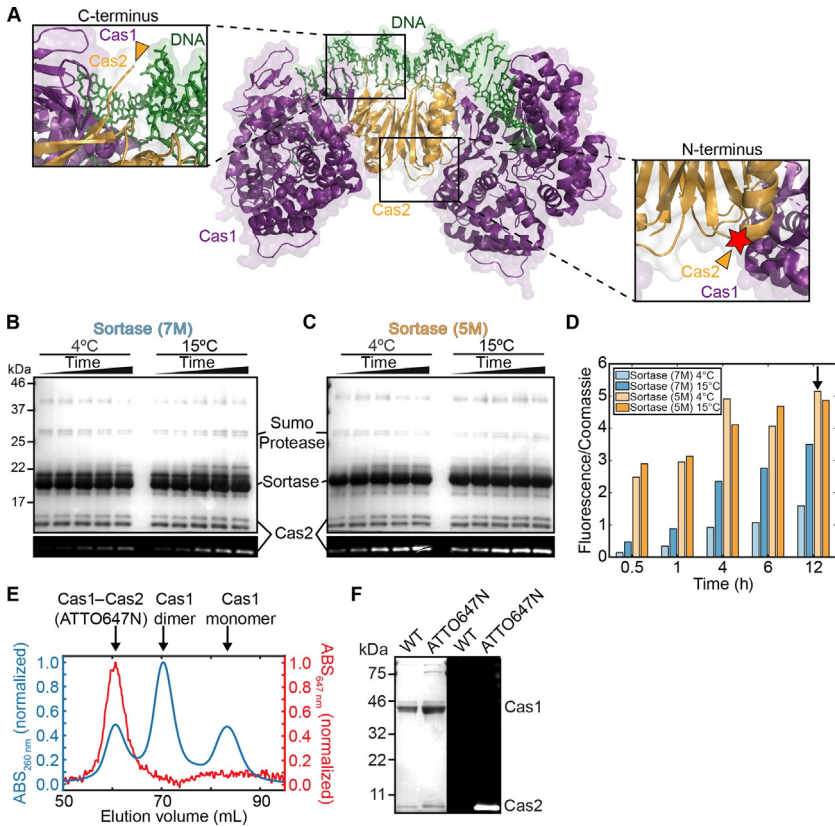 A
C-terminus
Cas1
Cas2
DNA
DNA
Cas1
Cas2
N-terminus
Cas2
Cas1
B
Sortase (7M)
4ºC
15ºC
Time
Time
kDa
46
37
22
17
C
Sortase (5M)
4ºC
15ºC
Time
Time
Sumo
Protease
Sortase
Cas2
D
Fluorescence/Coomassie
6
5
4
3
2
1
0
Sortase (7M) 4°C
Sortase (7M) 15°C
Sortase (5M) 4°C
Sortase (5M) 15°C
0.5
1
4
6
12
Time (h)
E
Cas1–Cas2
(ATTO647N)
Cas1
dimer
Cas1
monomer
ABS260 nm (normalized)
1.0
0.8
0.6
0.4
0.2
0.0
1.0
0.8
0.6
0.4
0.2
0.0
ABS647 nm (normalized)
50
70
90
Elution volume (mL)
F
WT
ATTO647N
WT
ATTO647N
kDa
75
46
32
22
11
Cas1
Cas2